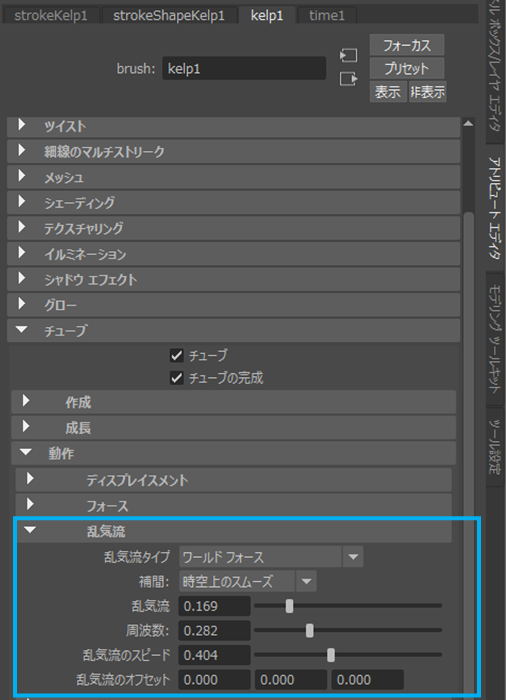 strokeKelp1 strokeShapeKelp1 kelp1 time1
brush: kelp1
フォーカス
プリセット
表示 非表示
ツイスト
細線のマルチストリーク
メッシュ
シェーディング
テクスチャリング
イルミネーション
シャドウ エフェクト
グロー
チューブ
チューブ
チューブの完成
作成
成長
動作
ディスプレイスメント
フォース
乱気流
乱気流タイプ ワールド フォース
補間: 時空上のスムーズ
乱気流 0.169
周波数: 0.282
乱気流のスピード 0.404
乱気流のオフセット 0.000 0.000 0.000
ボックス/レイヤ エディタ
アトリビュート エディタ
モデリング ツールキット
ツール設定